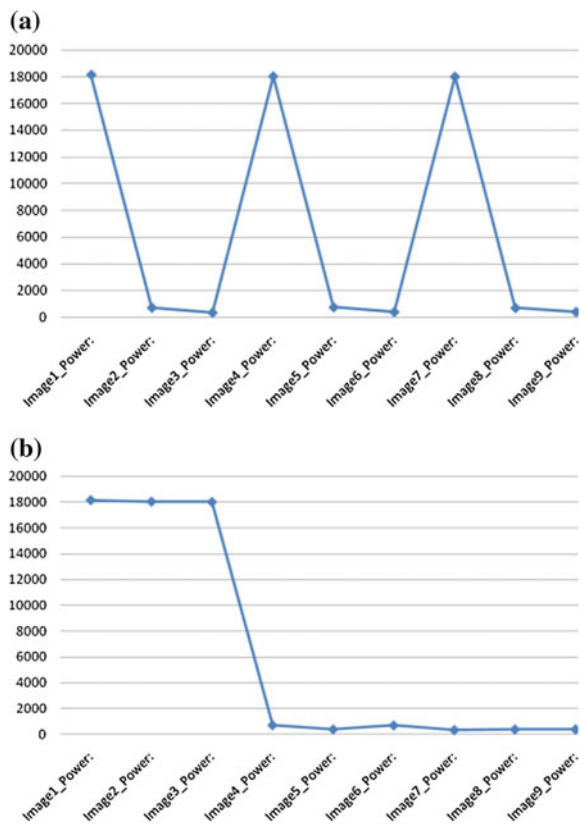 (a)
20000
18000
16000
14000
12000
10000
8000
6000
4000
2000
0
Image1_Power:
Image2_Power:
Image3_Power:
Image4_Power:
Image5_Power:
Image6_Power:
Image7_Power:
Image8_Power:
Image9_Power:
(b)
20000
18000
16000
14000
12000
10000
8000
6000
4000
2000
0
Image1_Power:
Image2_Power:
Image3_Power:
Image4_Power:
Image5_Power:
Image6_Power:
Image7_Power:
Image8_Power:
Image9_Power: